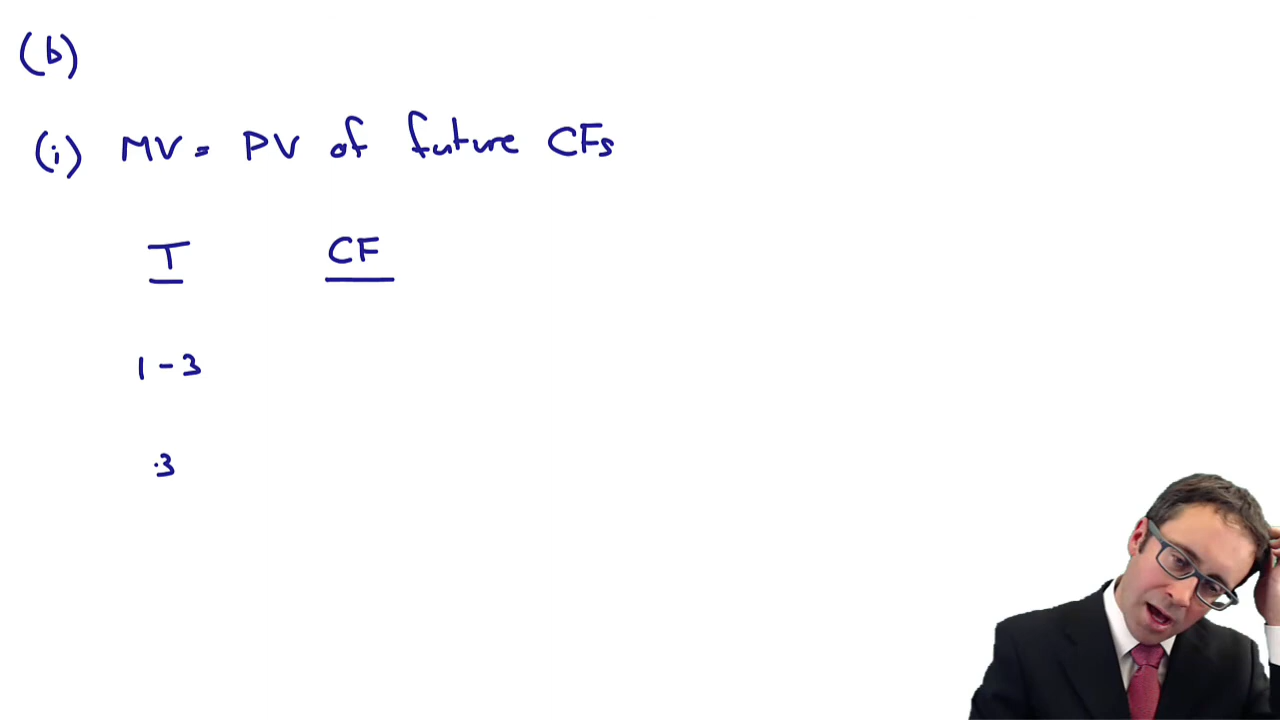 (b)
(i) MV = PV of future CFs
T CF
1 - 3
3